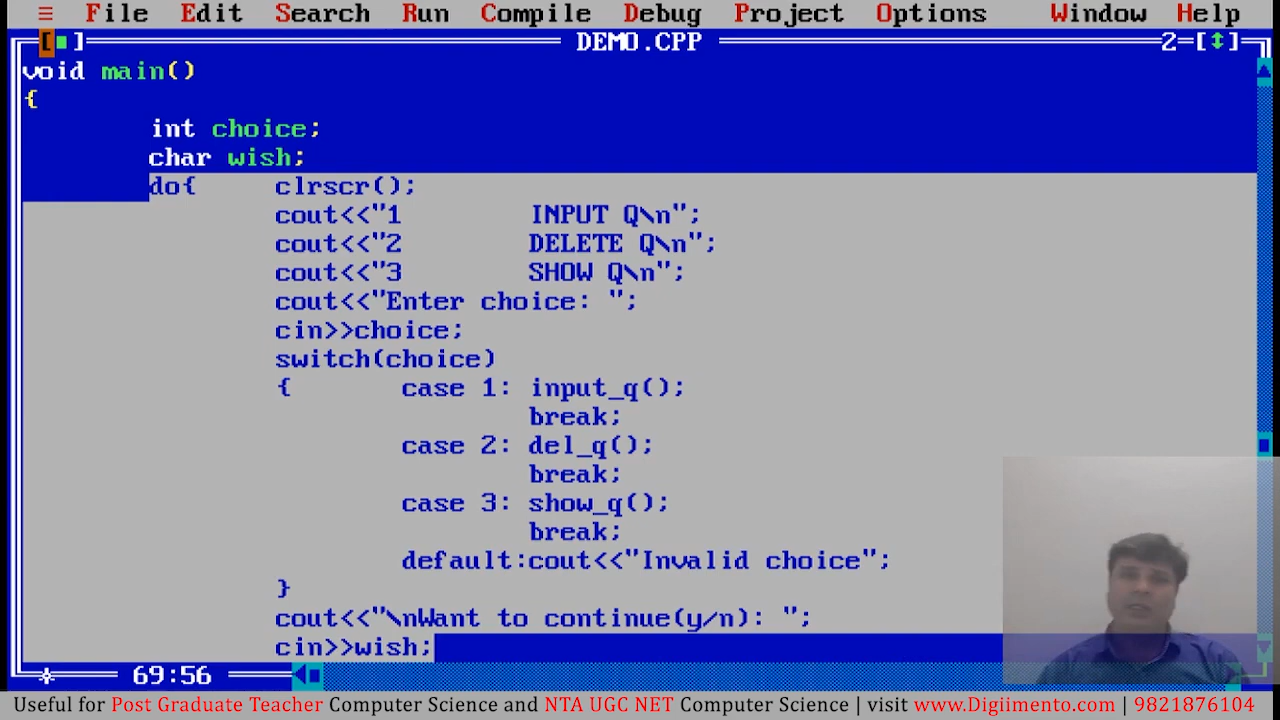 ≡ File Edit Search Run Compile Debug Project Options Window Help
[■] DEMO.CPP 2=[↕]
void main()
{
int choice;
char wish;
do{ clrscr();
cout<<"1 INPUT Q\n";
cout<<"2 DELETE Q\n";
cout<<"3 SHOW Q\n";
cout<<"Enter choice: ";
cin>>choice;
switch(choice)
{ case 1: input_q();
break;
case 2: del_q();
break;
case 3: show_q();
break;
default:cout<<"Invalid choice";
}
cout<<"\nWant to continue(y/n): ";
cin>>wish;
69:56
Useful for Post Graduate Teacher Computer Science and NTA UGC NET Computer Science | visit www.Digiimento.com | 9821876104